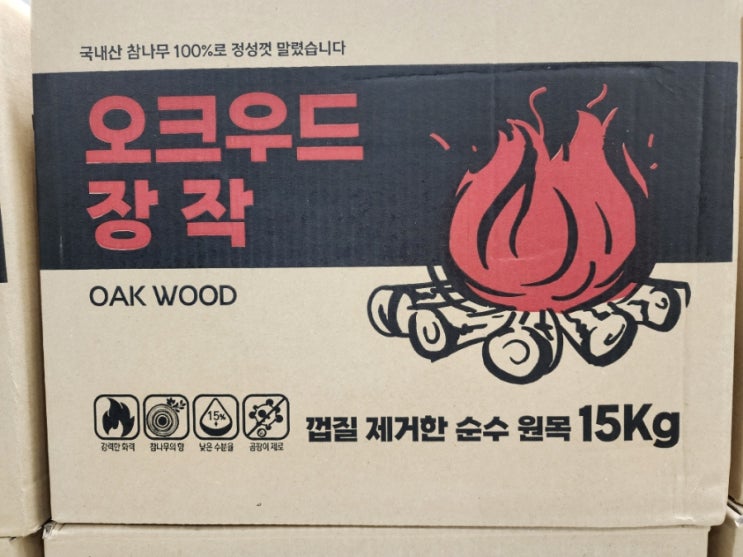 국내산 참나무 100%로 정성껏 말렸습니다
오크우드
장작
OAK WOOD
15%
강력한 화력 참나무의 향 낮은 수분율 곰팡이 제로
껍질 제거한 순수 원목 15Kg